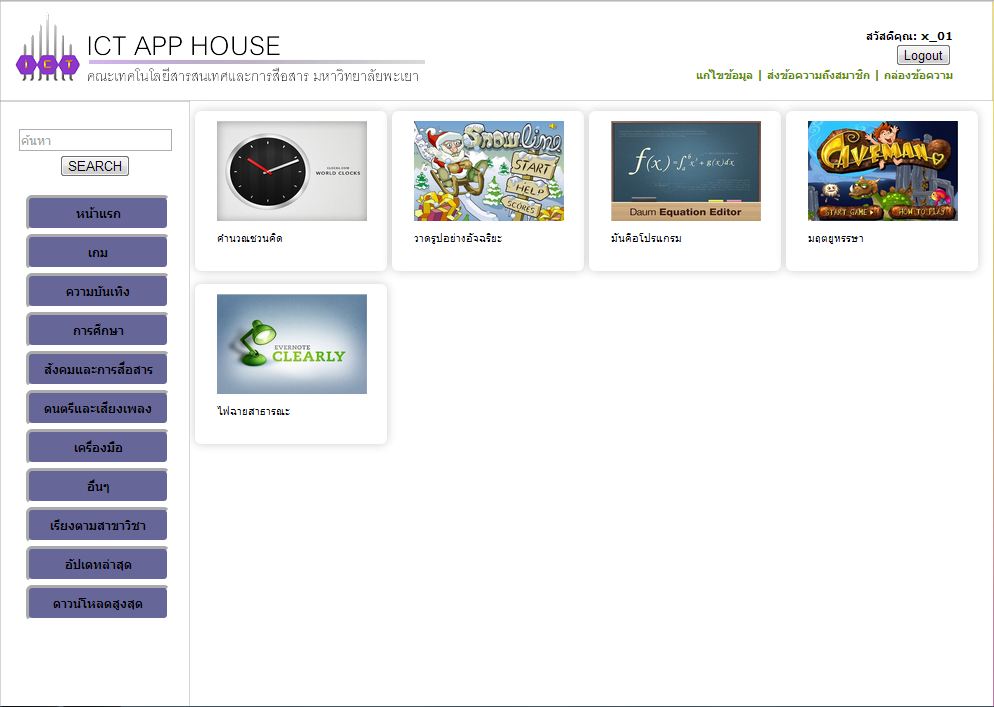 ICT
ICT APP HOUSE
คณะเทคโนโลยีสารสนเทศและการสื่อสาร มหาวิทยาลัยพะเยา
สวัสดีคุณ: x_01
Logout
แก้ไขข้อมูล | ส่งข้อความถึงสมาชิก | กล่องข้อความ
ค้นหา
SEARCH
หน้าแรก
เกม
ความบันเทิง
การศึกษา
สังคมและการสื่อสาร
ดนตรีและเสียงเพลง
เครื่องมือ
อื่นๆ
เรียงตามสาขาวิชา
อัปเดทล่าสุด
ดาวน์โหลดสูงสุด
WORLD CLOCKS
คำนวณชวนคิด
Snow line
START
HELP
SCORES
วาดรูปอย่างอัจฉริยะ
Daum Equation Editor
มันคือโปรแกรม
CAVEMAN
START GAME
HOW TO PLAY
มฤตยูหรรษา
EVERNOTE
CLEARLY
ไฟฉายสาธารณะ